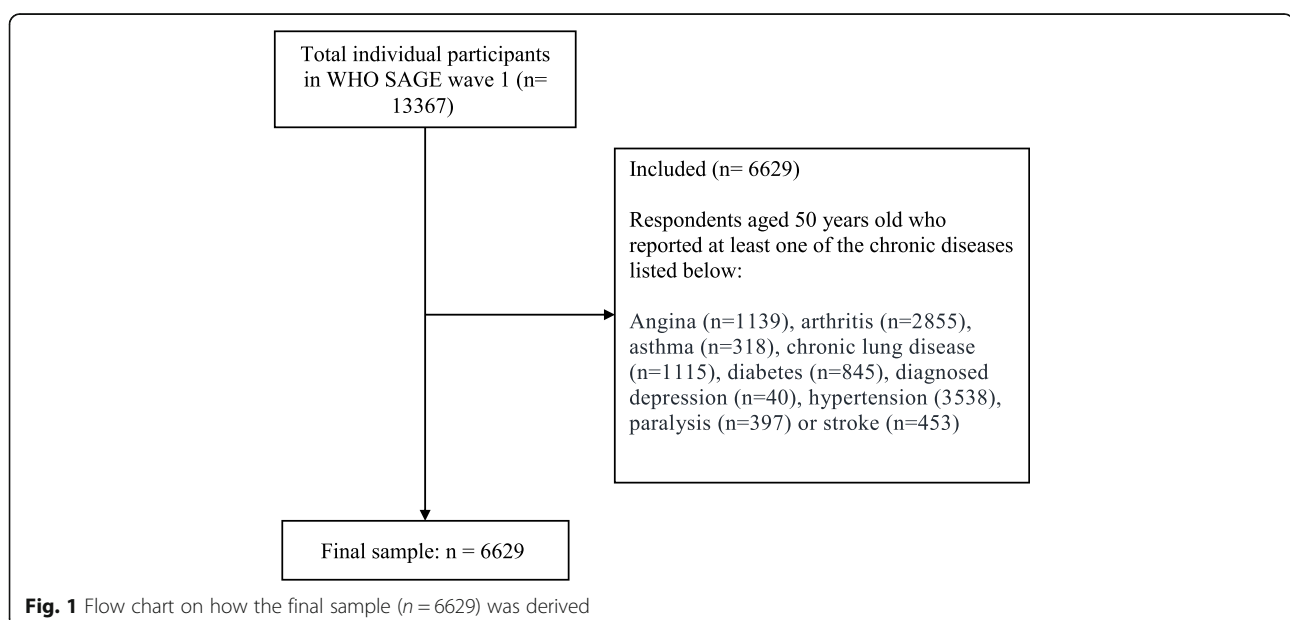 Total individual participants
in WHO SAGE wave 1 (n=
13367)
Included (n= 6629)
Respondents aged 50 years old who
reported at least one of the chronic diseases
listed below:
Angina (n=1139), arthritis (n=2855),
asthma (n=318), chronic lung disease
(n=1115), diabetes (n=845), diagnosed
depression (n=40), hypertension (3538),
paralysis (n=397) or stroke (n=453)
Final sample: n = 6629
Fig. 1 Flow chart on how the final sample (n = 6629) was derived